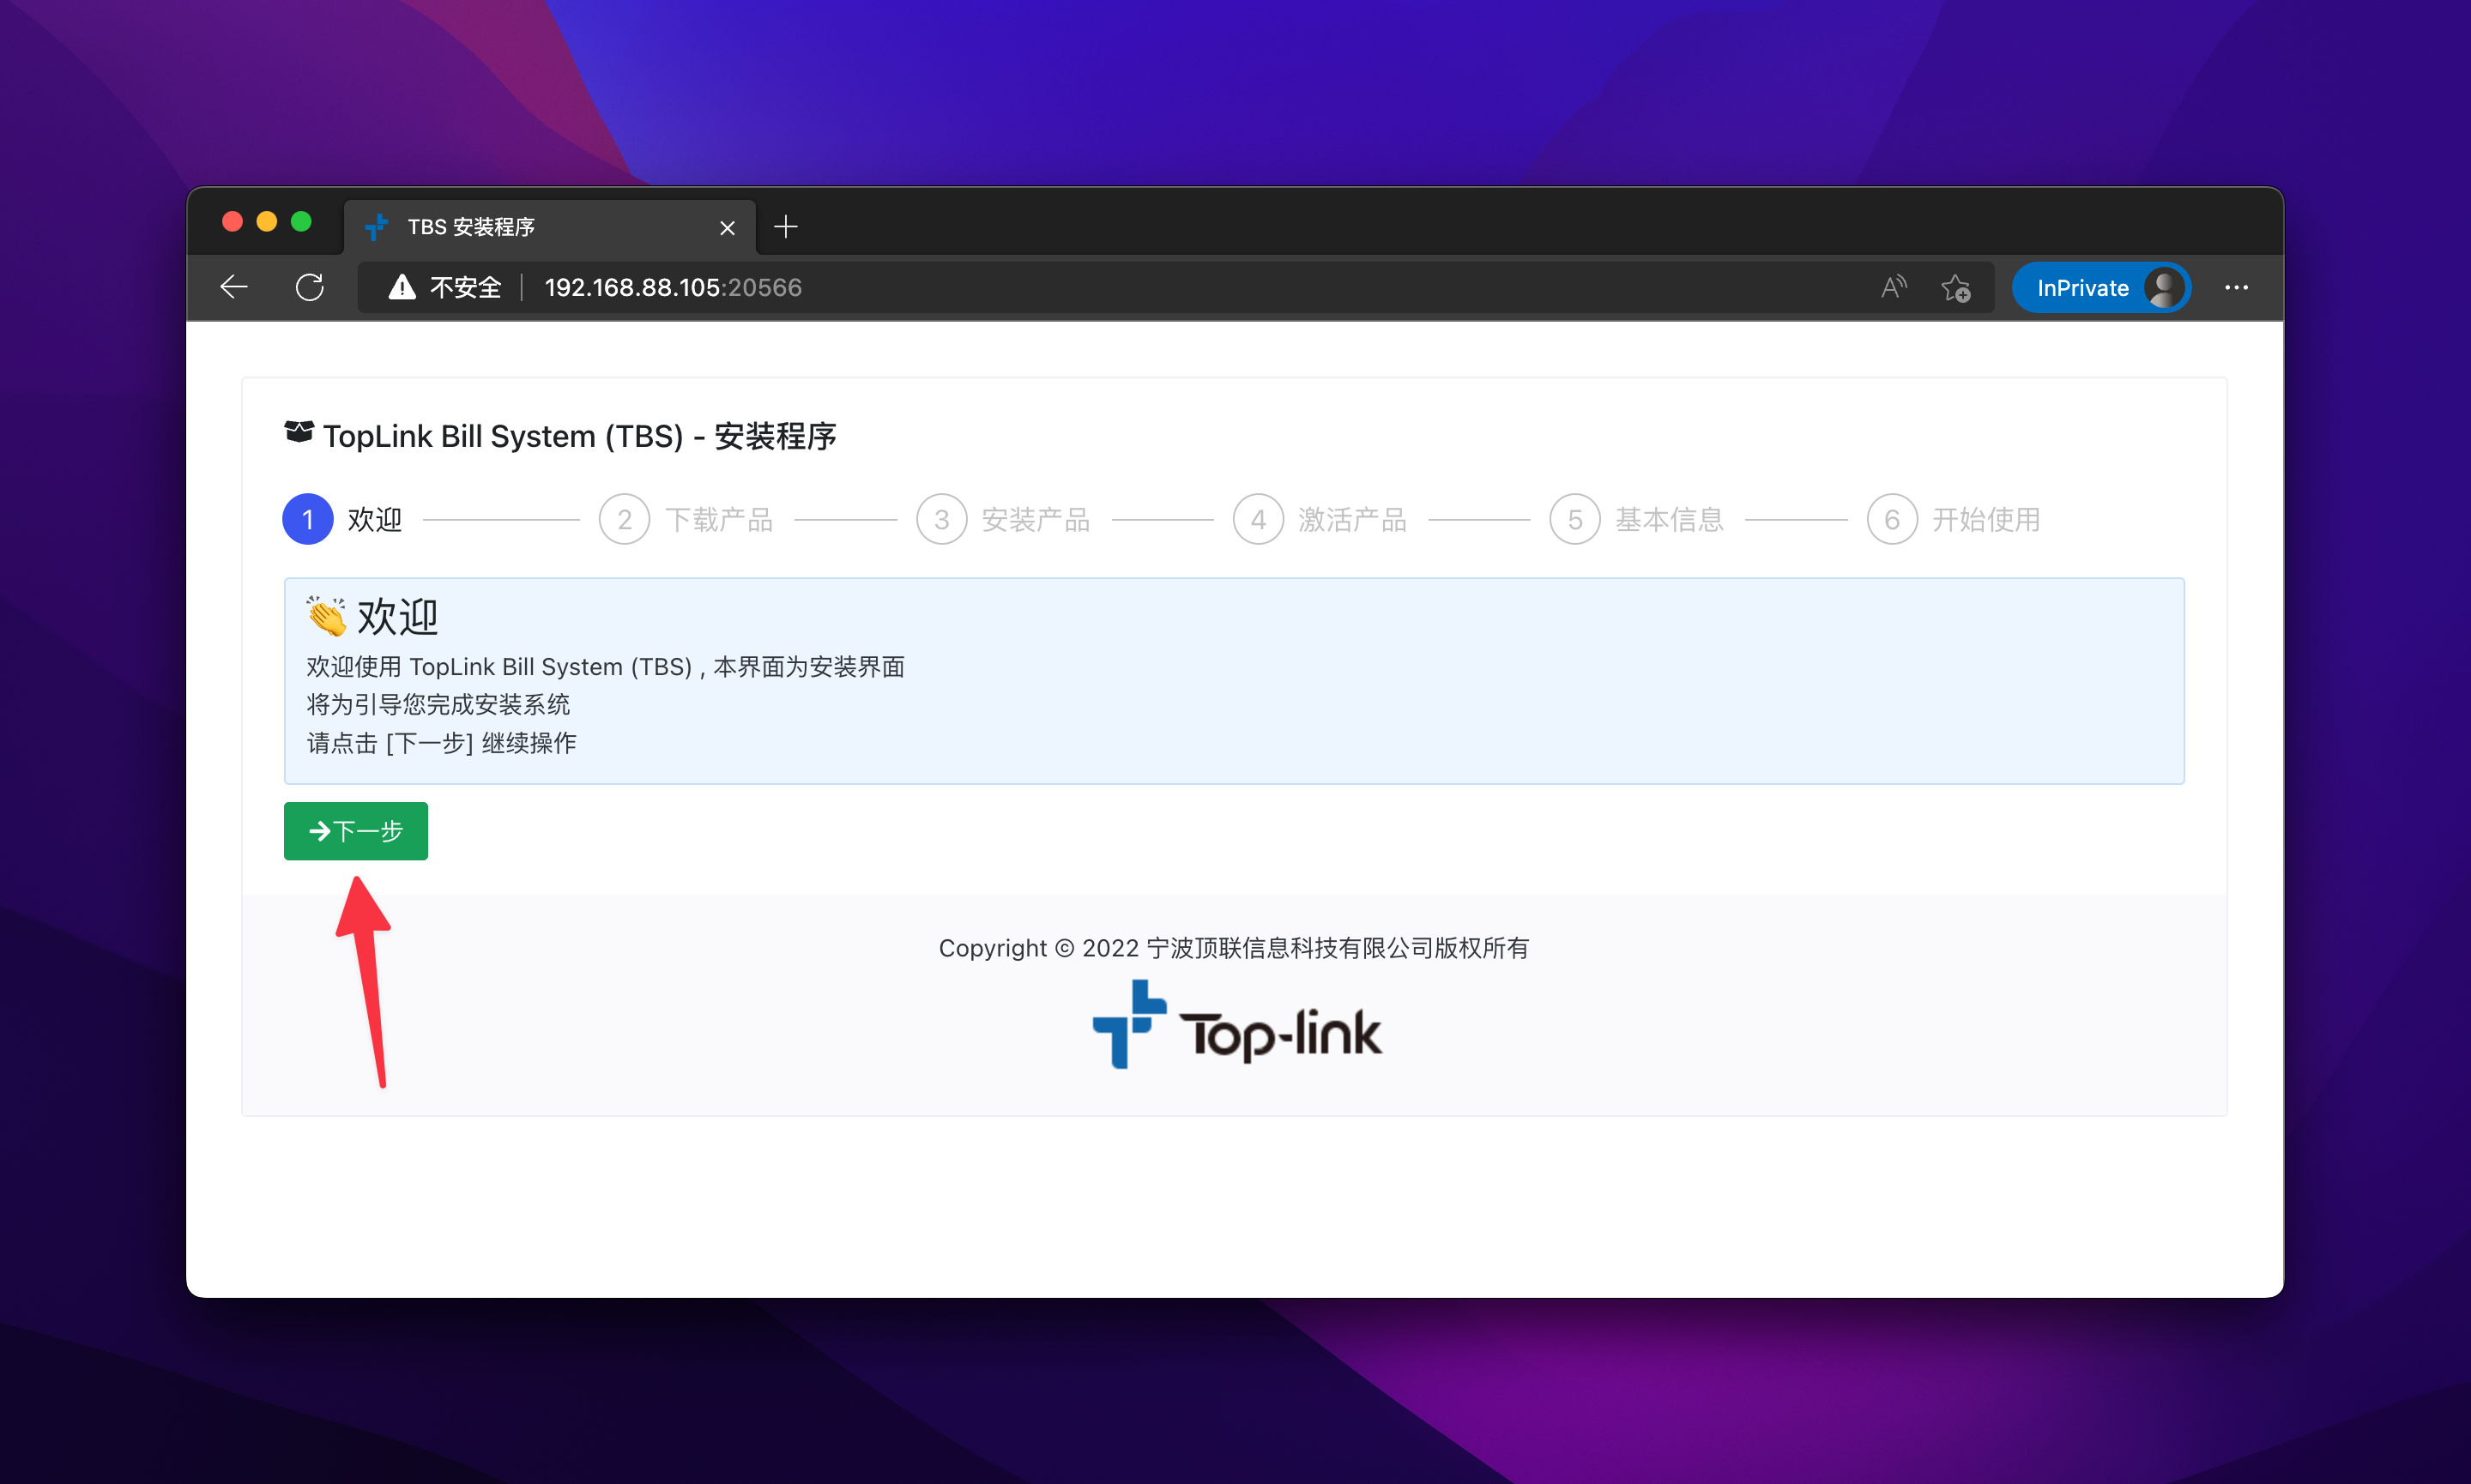 TBS 安装程序
不安全 192.168.88.105:20566
InPrivate
TopLink Bill System (TBS) - 安装程序
1 欢迎 2 下载产品 3 安装产品 4 激活产品 5 基本信息 6 开始使用
👏 欢迎
欢迎使用 TopLink Bill System (TBS) , 本界面为安装界面
将为引导您完成安装系统
请点击 [下一步] 继续操作
下一步
Copyright © 2022 宁波顶联信息科技有限公司版权所有
Top-link